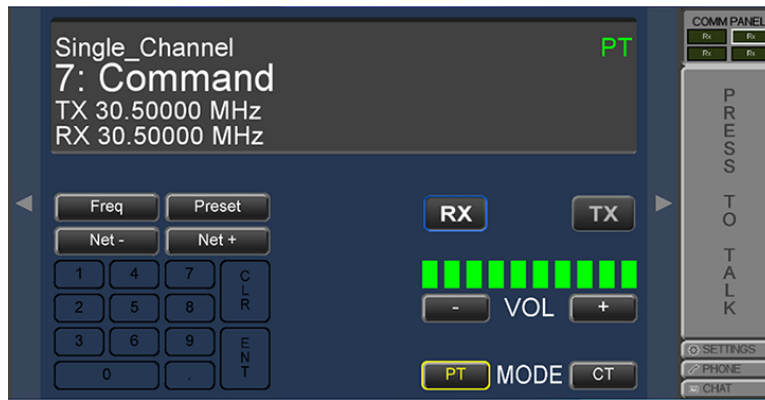 Single_Channel PT
7: Command
TX 30.50000 MHz
RX 30.50000 MHz
Freq Preset
Net - Net +
1 4 7 CLR
2 5 8
3 6 9 ENT
0 .
RX TX
- VOL +
PT MODE CT
COMM PANEL
Rx Rx
Rx Rx
PRESS TO TALK
SETTINGS
PHONE
CHAT